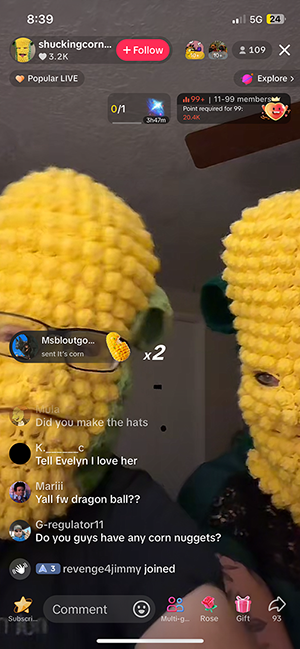 8:39
5G 24
shuckingcorn...
3.2K
+ Follow
10+
109
Popular LIVE
Explore >
0/1
3h47m
99+ | 11-99 members
Point required for 99:
20.4K
Msbloutgo...
sent It's corn
x2
Mula
Did you make the hats
K._____c
Tell Evelyn I love her
Mariii
Yall fw dragon ball??
G-regulator11
Do you guys have any corn nuggets?
3 revenge4jimmy joined
Comment
Subscri...
Multi-g...
Rose
Gift
93